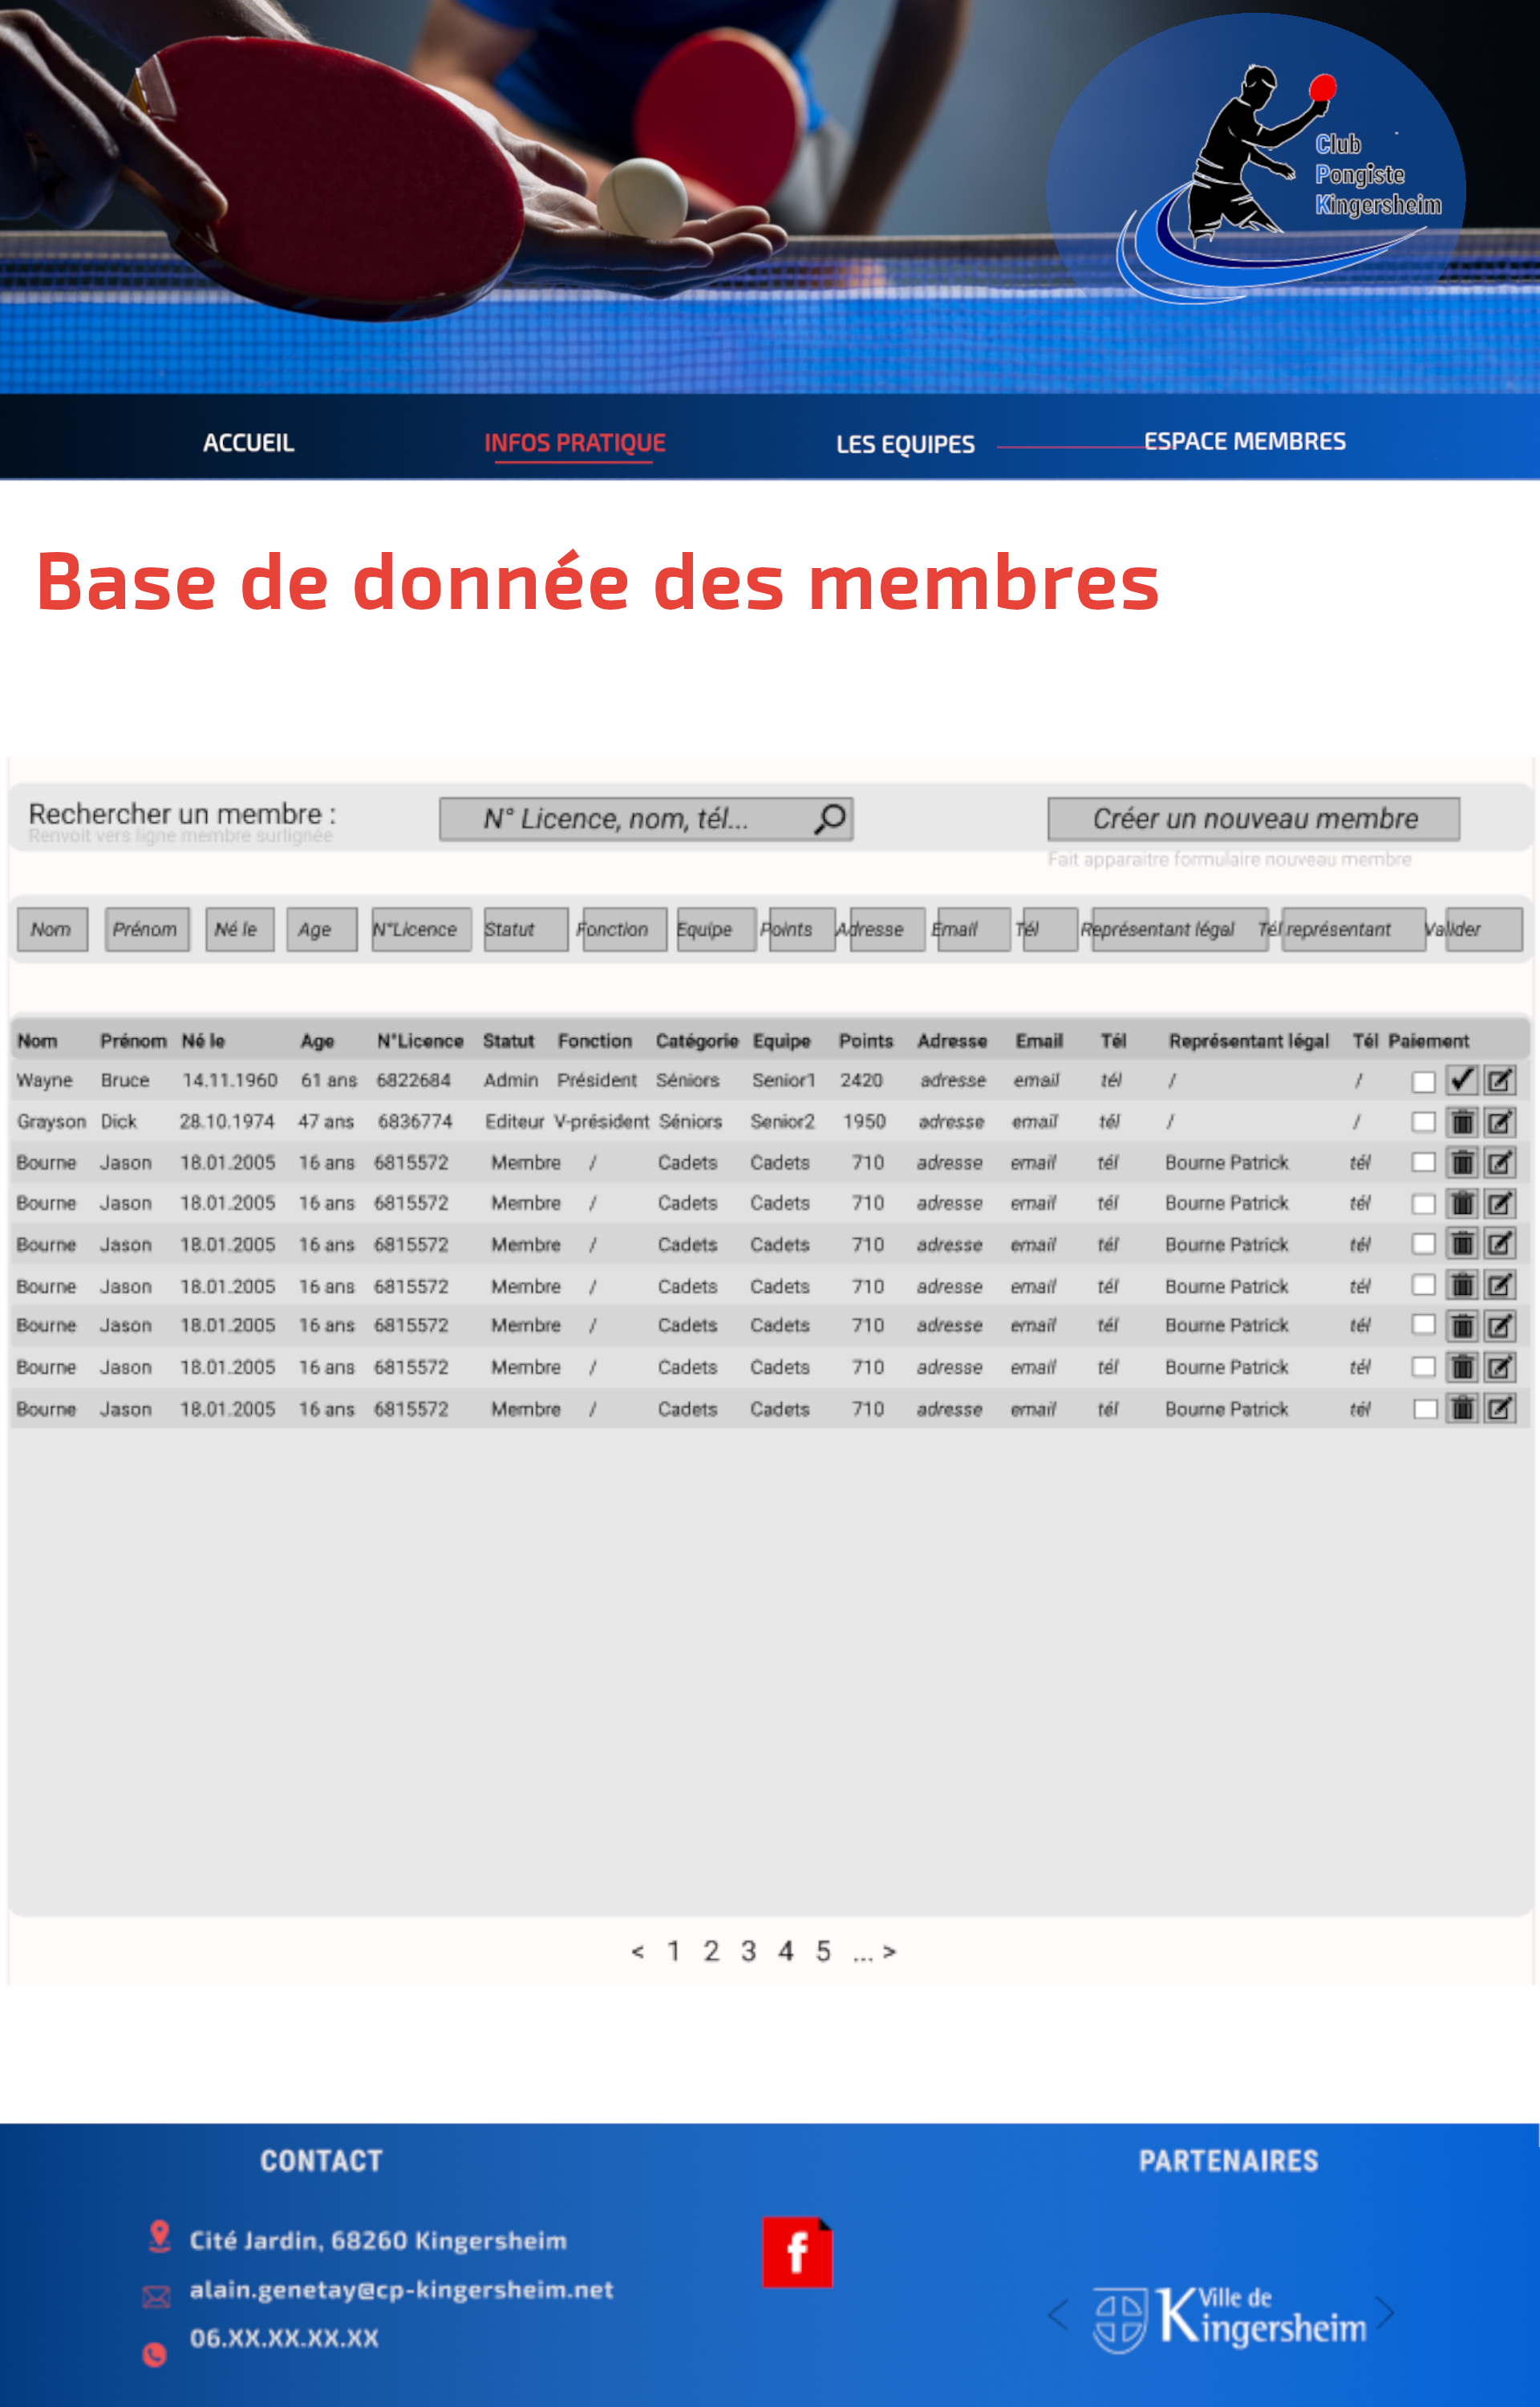 Club
Pongiste
Kingersheim
ACCUEIL INFOS PRATIQUE LES EQUIPES ESPACE MEMBRES
Base de donnée des membres
Rechercher un membre : N° Licence, nom, tél... Créer un nouveau membre
Renvoit vers ligne membre surlignée
Fait apparaitre formulaire nouveau membre
Nom Prénom Né le Age N°Licence Statut Fonction Equipe Points Adresse Email Tél Représentant légal Tél représentant Valider
Nom Prénom Né le Age N°Licence Statut Fonction Catégorie Equipe Points Adresse Email Tél Représentant légal Tél Paiement
Wayne Bruce 14.11.1960 61 ans 6822684 Admin Président Séniors Senior1 2420 adresse email tél / /
Grayson Dick 28.10.1974 47 ans 6836774 Editeur V-président Séniors Senior2 1950 adresse email tél / /
Bourne Jason 18.01.2005 16 ans 6815572 Membre / Cadets Cadets 710 adresse email tél Bourne Patrick tél
Bourne Jason 18.01.2005 16 ans 6815572 Membre / Cadets Cadets 710 adresse email tél Bourne Patrick tél
Bourne Jason 18.01.2005 16 ans 6815572 Membre / Cadets Cadets 710 adresse email tél Bourne Patrick tél
Bourne Jason 18.01.2005 16 ans 6815572 Membre / Cadets Cadets 710 adresse email tél Bourne Patrick tél
Bourne Jason 18.01.2005 16 ans 6815572 Membre / Cadets Cadets 710 adresse email tél Bourne Patrick tél
Bourne Jason 18.01.2005 16 ans 6815572 Membre / Cadets Cadets 710 adresse email tél Bourne Patrick tél
Bourne Jason 18.01.2005 16 ans 6815572 Membre / Cadets Cadets 710 adresse email tél Bourne Patrick tél
< 1 2 3 4 5 ... >
CONTACT
Cité Jardin, 68260 Kingersheim
alain.genetay@cp-kingersheim.net
06.XX.XX.XX.XX
f
PARTENAIRES
Ville de
Kingersheim